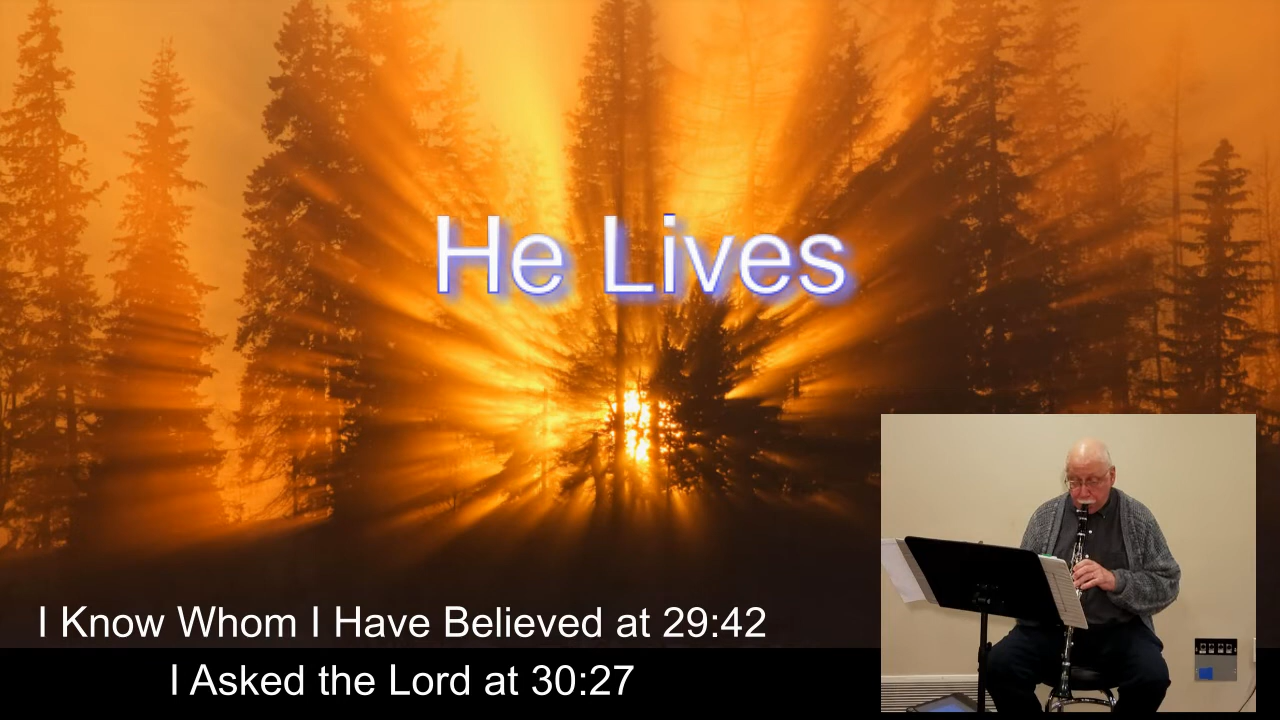 He Lives
I Know Whom I Have Believed at 29:42
I Asked the Lord at 30:27